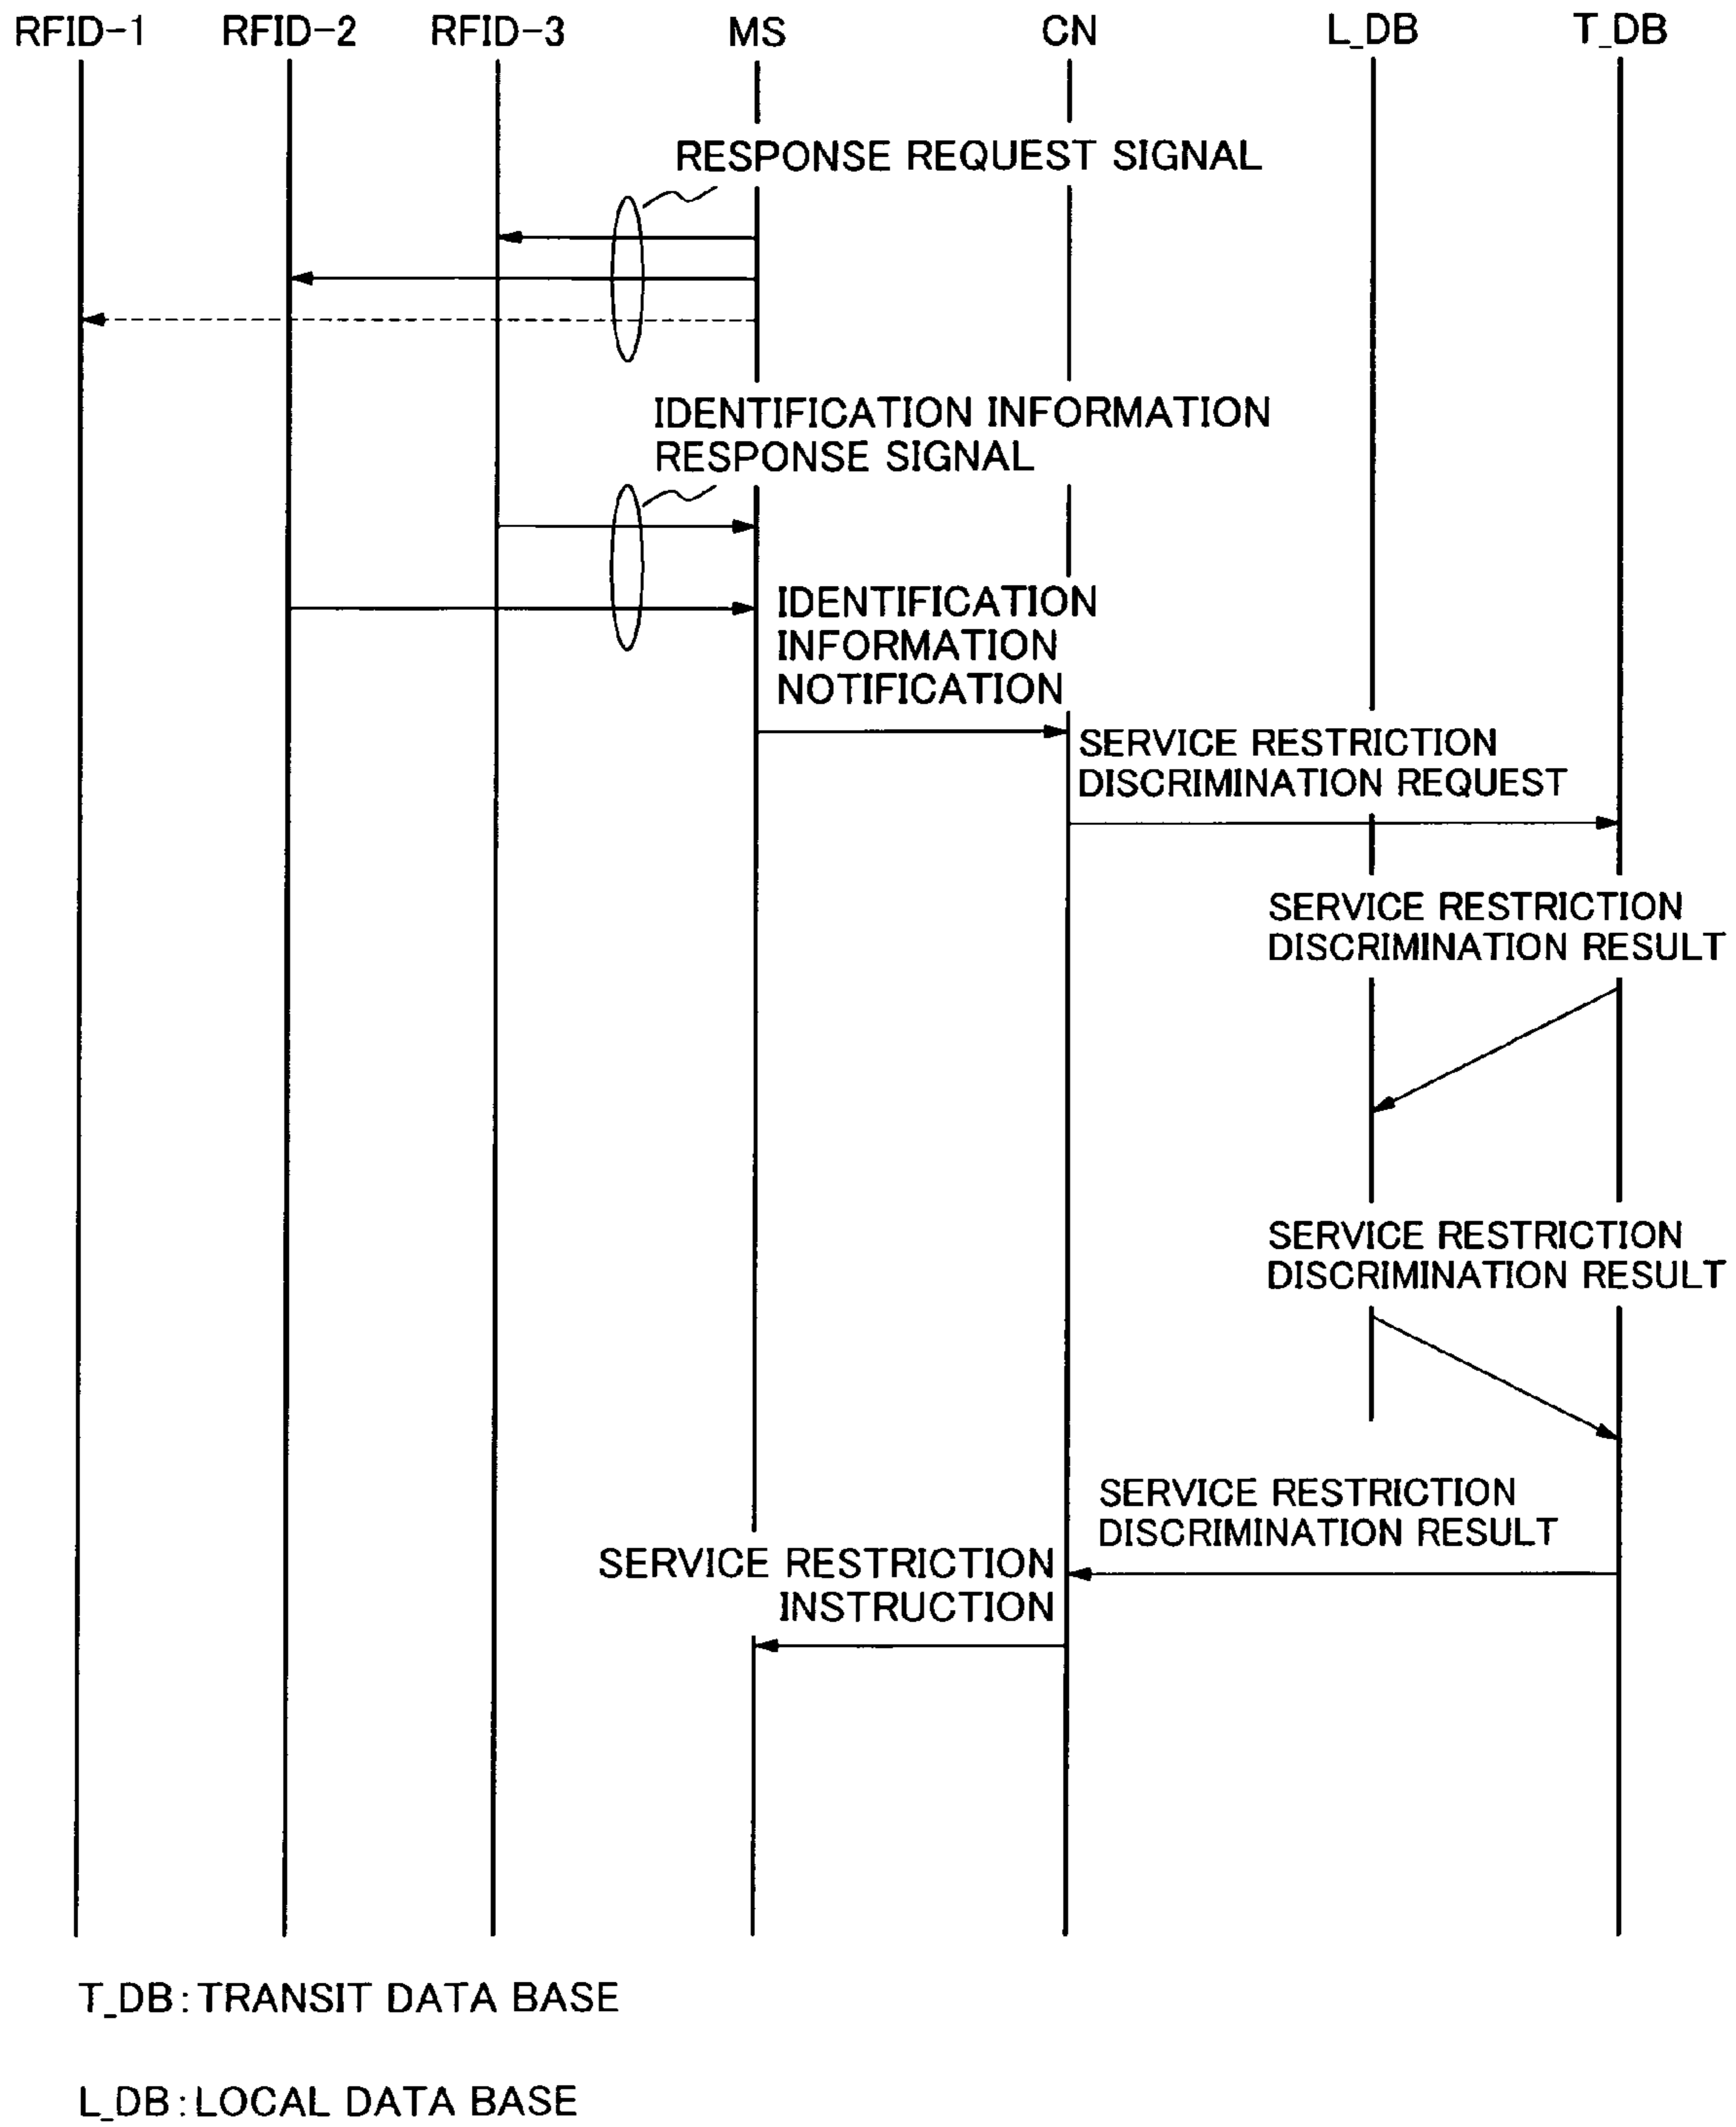 RFID-1 RFID-2 RFID-3 MS CN L_DB T_DB
RESPONSE REQUEST SIGNAL
IDENTIFICATION INFORMATION
RESPONSE SIGNAL
IDENTIFICATION
INFORMATION
NOTIFICATION
SERVICE RESTRICTION
DISCRIMINATION REQUEST
SERVICE RESTRICTION
DISCRIMINATION RESULT
SERVICE RESTRICTION
DISCRIMINATION RESULT
SERVICE RESTRICTION
DISCRIMINATION RESULT
SERVICE RESTRICTION
INSTRUCTION
T_DB: TRANSIT DATA BASE
L_DB: LOCAL DATA BASE